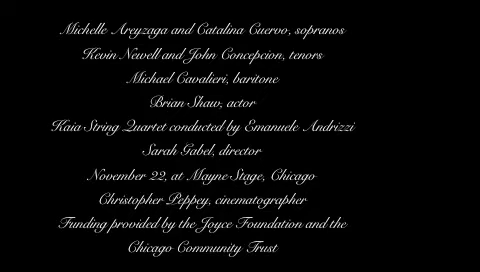 Michelle Areyzaga and Catalina Cuervo, sopranos
Kevin Newell and John Concepcion, tenors
Michael Cavalieri, baritone
Brian Shaw, actor
Kaia String Quartet conducted by Emanuele Andrizzi
Sarah Gabel, director
November 22, at Mayne Stage, Chicago
Christopher Peppey, cinematographer
Funding provided by the Joyce Foundation and the
Chicago Community Trust